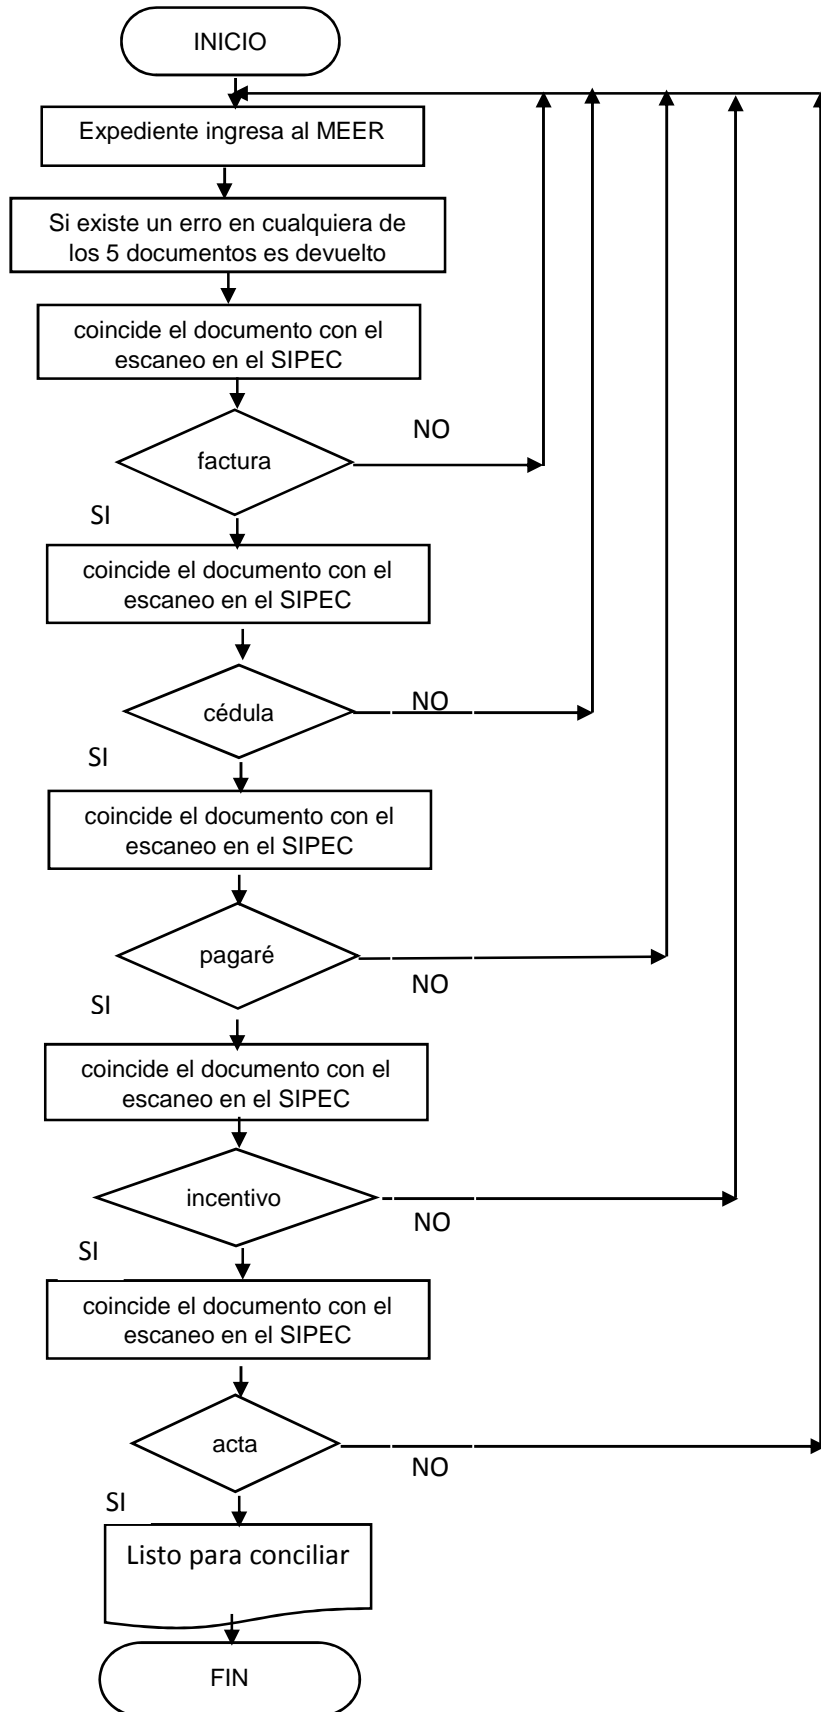 INICIO
Expediente ingresa al MEER
Si existe un erro en cualquiera de
los 5 documentos es devuelto
coincide el documento con el
escaneo en el SIPEC
NO
factura
SI
coincide el documento con el
escaneo en el SIPEC
NO
cédula
SI
coincide el documento con el
escaneo en el SIPEC
pagaré
NO
SI
coincide el documento con el
escaneo en el SIPEC
incentivo
NO
SI
coincide el documento con el
escaneo en el SIPEC
acta
NO
SI
Listo para conciliar
FIN